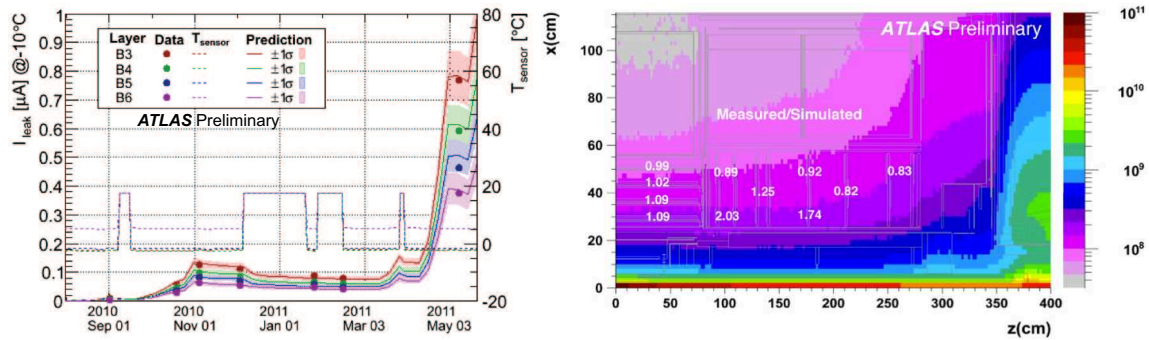 I leak [μA] @-10°C
1
0.9
0.8
0.7
0.6
0.5
0.4
0.3
0.2
0.1
0
Layer Data T sensor Prediction
B3 ±1σ
B4 ±1σ
B5 ±1σ
B6 ±1σ
ATLAS Preliminary
80
60
40
20
0
-20
T sensor [°C]
2010 2010 2011 2011 2011
Sep 01 Nov 01 Jan 01 Mar 03 May 03
x(cm)
100
80
60
40
20
0
ATLAS Preliminary
Measured/Simulated
0.99 0.89 0.92 0.83
1.02
1.25 0.82
1.09
1.09 2.03 1.74
0 50 100 150 200 250 300 350 400
z(cm)
10¹¹
10¹⁰
10⁹
10⁸